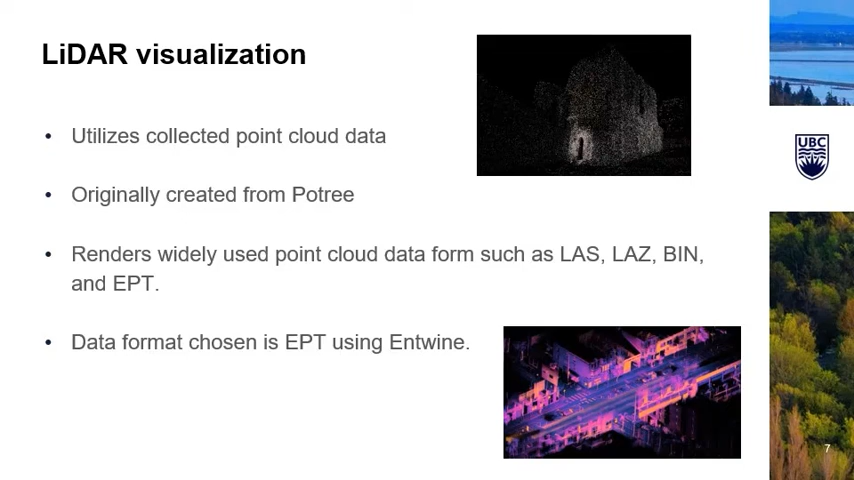 LiDAR visualization
• Utilizes collected point cloud data
• Originally created from Potree
• Renders widely used point cloud data form such as LAS, LAZ, BIN,
and EPT.
• Data format chosen is EPT using Entwine.
UBC
7